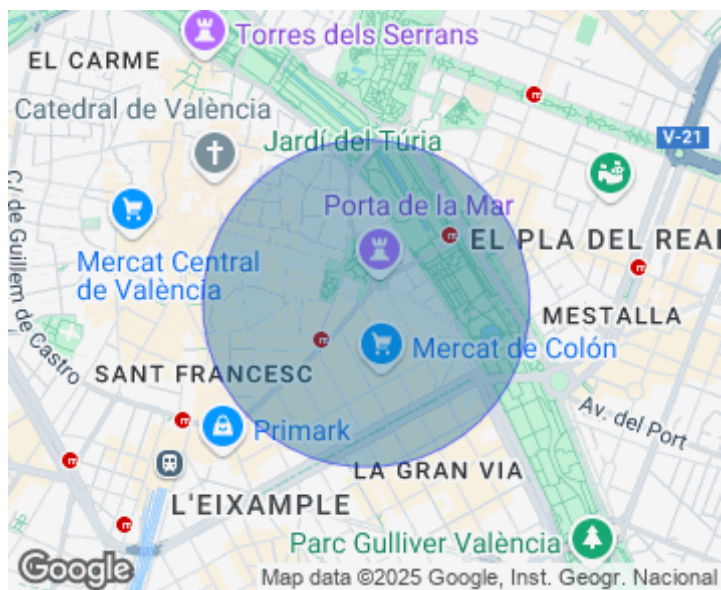 Torres dels Serrans
EL CARME
Catedral de València
Jardí del Túria
V-21
C/ de Guillem de Castro
Porta de la Mar
EL PLA DEL REAL
Mercat Central
de València
MESTALLA
Mercat de Colón
SANT FRANCESC
Av. del Port
Primark
LA GRAN VIA
L'EIXAMPLE
Parc Gulliver València
Google
Map data ©2025 Google, Inst. Geogr. Nacional